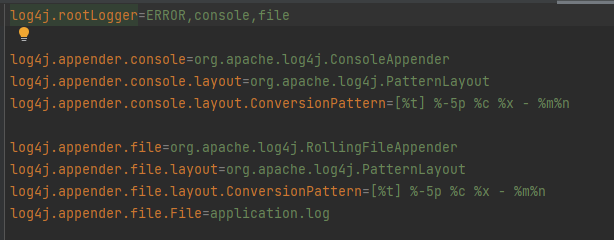 log4j.rootLogger=ERROR,console,file
log4j.appender.console=org.apache.log4j.ConsoleAppender
log4j.appender.console.layout=org.apache.log4j.PatternLayout
log4j.appender.console.layout.ConversionPattern=[%t] %-5p %c %x - %m%n
log4j.appender.file=org.apache.log4j.RollingFileAppender
log4j.appender.file.layout=org.apache.log4j.PatternLayout
log4j.appender.file.layout.ConversionPattern=[%t] %-5p %c %x - %m%n
log4j.appender.file.File=application.log